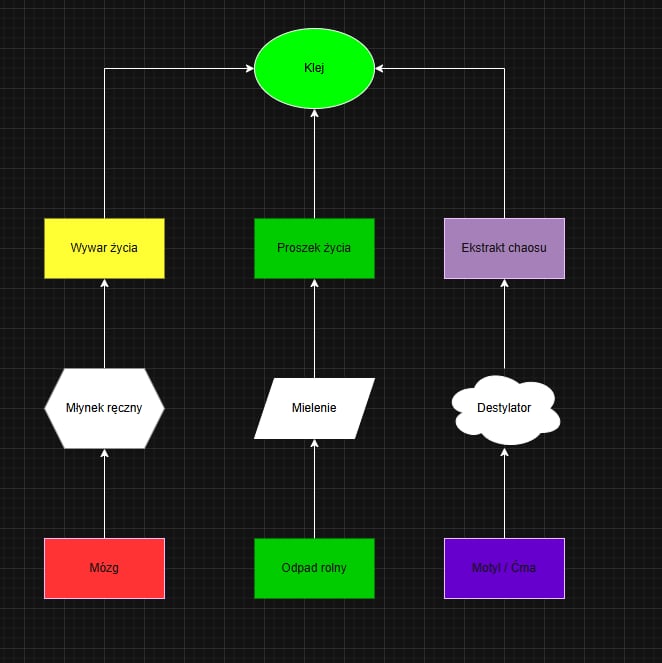 Klej
Wywar życia
Proszek życia
Ekstrakt chaosu
Młynek ręczny
Mielenie
Destylator
Mózg
Odpad rolny
Motyl / Ćma